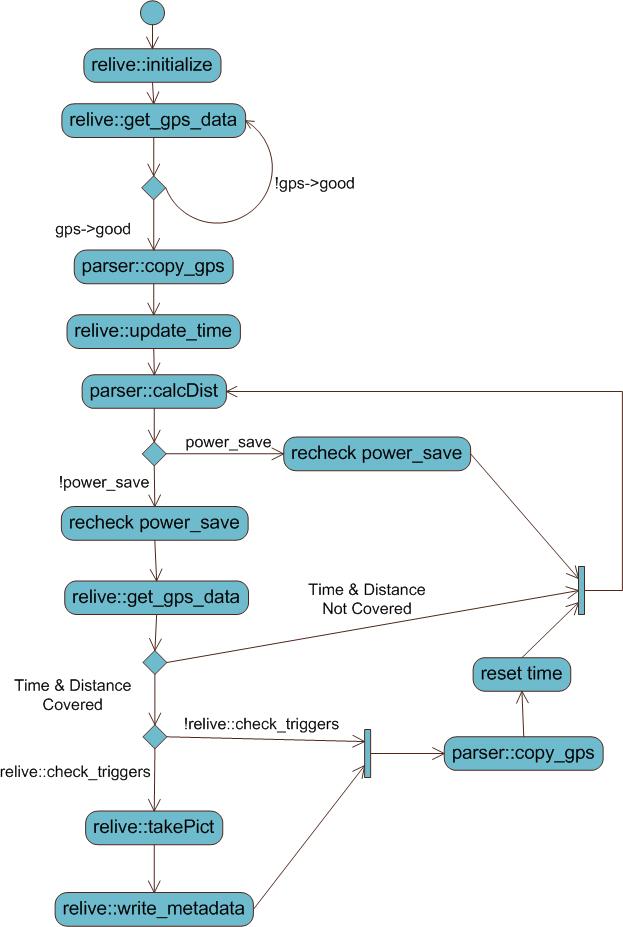 relive::initialize
relive::get_gps_data
!gps->good
gps->good
parser::copy_gps
relive::update_time
parser::calcDist
power_save
recheck power_save
!power_save
recheck power_save
relive::get_gps_data
Time & Distance
Not Covered
Time & Distance
Covered
reset time
!relive::check_triggers
parser::copy_gps
relive::check_triggers
relive::takePict
relive::write_metadata